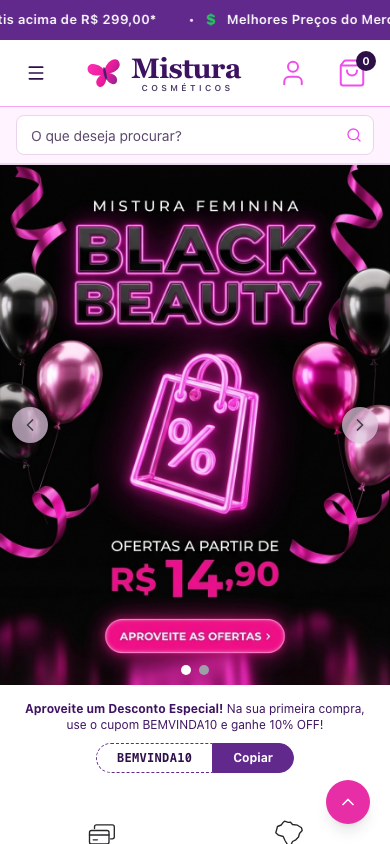 tis acima de R$ 299,00*
•
$ Melhores Preços do Merc
0
Mistura
COSMÉTICOS
O que deseja procurar?
MISTURA FEMININA
BLACK
BEAUTY
%
OFERTAS A PARTIR DE
R$ 14,90
APROVEITE AS OFERTAS >
Aproveite um Desconto Especial! Na sua primeira compra,
use o cupom BEMVINDA10 e ganhe 10% OFF!
BEMVINDA10
Copiar